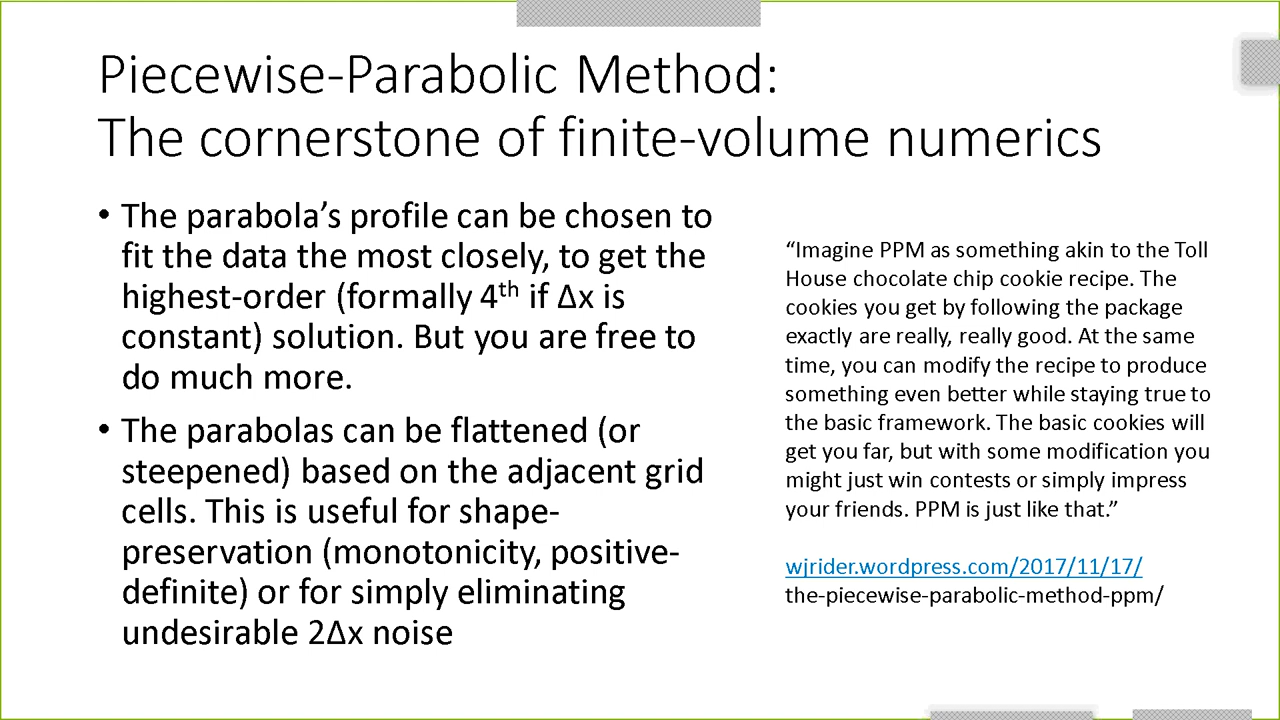 Piecewise-Parabolic Method:
The cornerstone of finite-volume numerics
• The parabola’s profile can be chosen to
fit the data the most closely, to get the
highest-order (formally 4th if Δx is
constant) solution. But you are free to
do much more.
• The parabolas can be flattened (or
steepened) based on the adjacent grid
cells. This is useful for shape-
preservation (monotonicity, positive-
definite) or for simply eliminating
undesirable 2Δx noise
“Imagine PPM as something akin to the Toll
House chocolate chip cookie recipe. The
cookies you get by following the package
exactly are really, really good. At the same
time, you can modify the recipe to produce
something even better while staying true to
the basic framework. The basic cookies will
get you far, but with some modification you
might just win contests or simply impress
your friends. PPM is just like that.”
wjrider.wordpress.com/2017/11/17/
the-piecewise-parabolic-method-ppm/